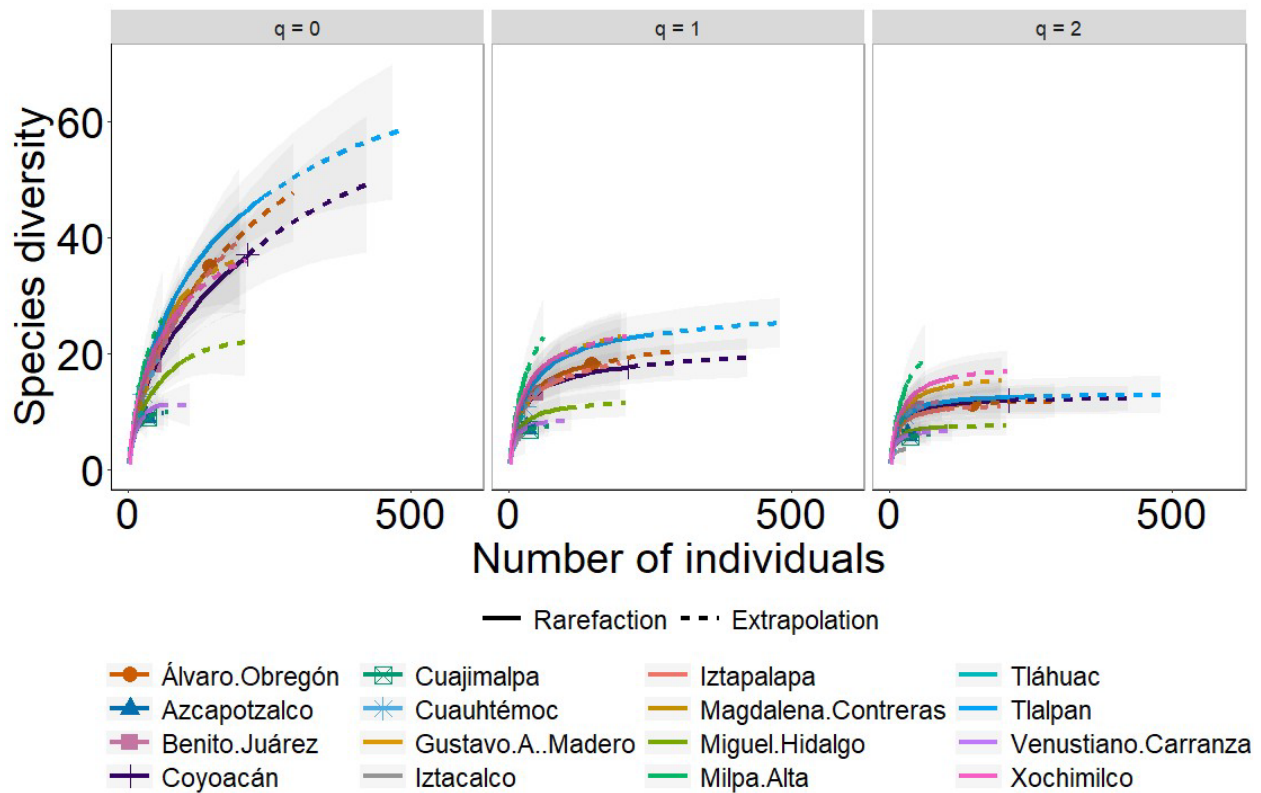 q = 0 q = 1 q = 2
Species diversity
60
40
20
0
0 500 0 500 0 500
Number of individuals
Rarefaction Extrapolation
Álvaro.Obregón Cuajimalpa Iztapalapa Tláhuac
Azcapotzalco Cuauhtémoc Magdalena.Contreras Tlalpan
Benito.Juárez Gustavo.A..Madero Miguel.Hidalgo Venustiano.Carranza
Coyoacán Iztacalco Milpa.Alta Xochimilco